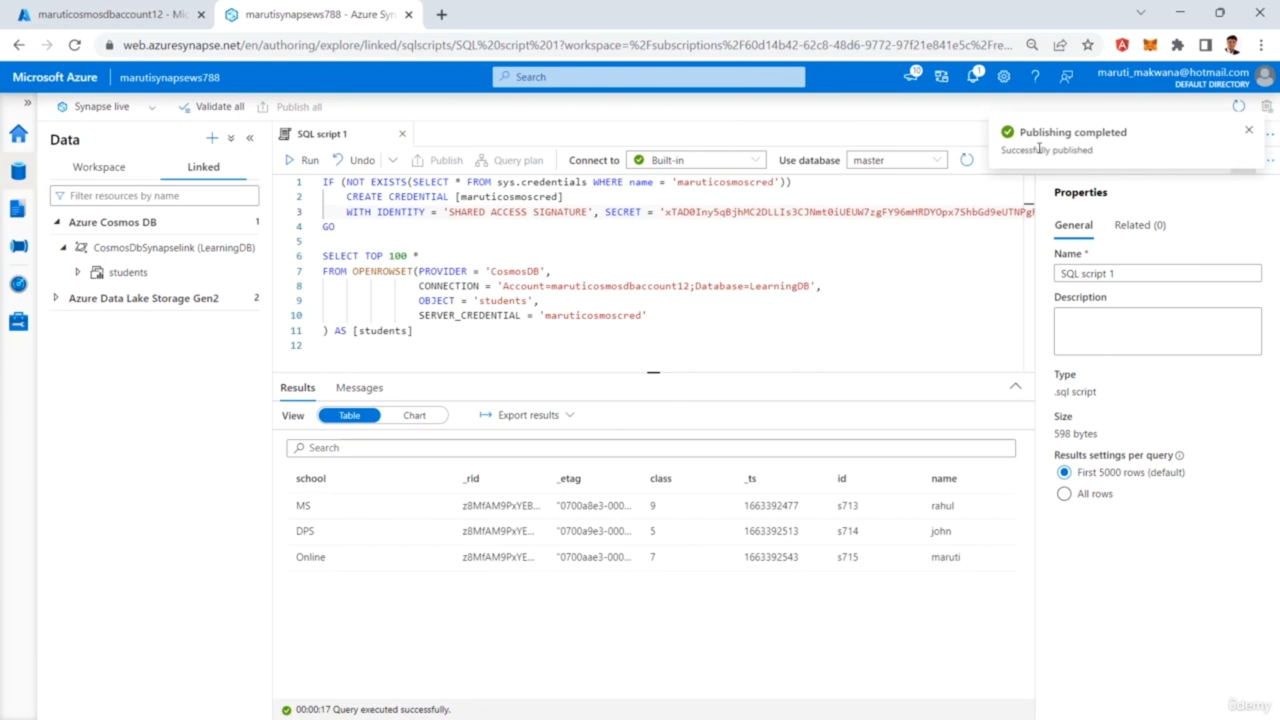 maruticosmosdbaccount12 - Mic
marutisynapsews788 - Azure Syn
web.azuresynapse.net/en/authoring/explore/linked/sqlscripts/SQL%20script%201?workspace=%2Fsubscriptions%2F60d14b42-62c8-48d6-9772-97f21e841e5c%2Fre...
Microsoft Azure
marutisynapsews788
Search
10
1
maruti_makwana@hotmail.com
DEFAULT DIRECTORY
Synapse live
Validate all
Publish all
Data
Workspace
Linked
Filter resources by name
Azure Cosmos DB
1
CosmosDbSynapselink (LearningDB)
students
Azure Data Lake Storage Gen2
2
SQL script 1
Publishing completed
Successfully published
Run
Undo
Publish
Query plan
Connect to
Built-in
Use database
master
1 IF (NOT EXISTS(SELECT * FROM sys.credentials WHERE name = 'maruticosmoscred'))
2 CREATE CREDENTIAL [maruticosmoscred]
3 WITH IDENTITY = 'SHARED ACCESS SIGNATURE', SECRET =
4 GO
5
6 SELECT TOP 100 *
7 FROM OPENROWSET(PROVIDER = 'CosmosDB',
8 CONNECTION = 'Account=maruticosmosdbaccount12;Database=LearningDB',
9 OBJECT = 'students',
10 SERVER_CREDENTIAL = 'maruticosmoscred'
11 ) AS [students]
12
Results
Messages
View
Table
Chart
Export results
Search
school _rid _etag class _ts id name
MS z8MfAM9PxYEB... "0700a8e3-000... 9 1663392477 s713 rahul
DPS z8MfAM9PxYE... "0700a9e3-000... 5 1663392513 s714 john
Online z8MfAM9PxYE... "0700aae3-000... 7 1663392543 s715 maruti
00:00:17 Query executed successfully.
Properties
General
Related (0)
Name *
SQL script 1
Description
Type
.sql script
Size
598 bytes
Results settings per query
First 5000 rows (default)
All rows
ûdemy